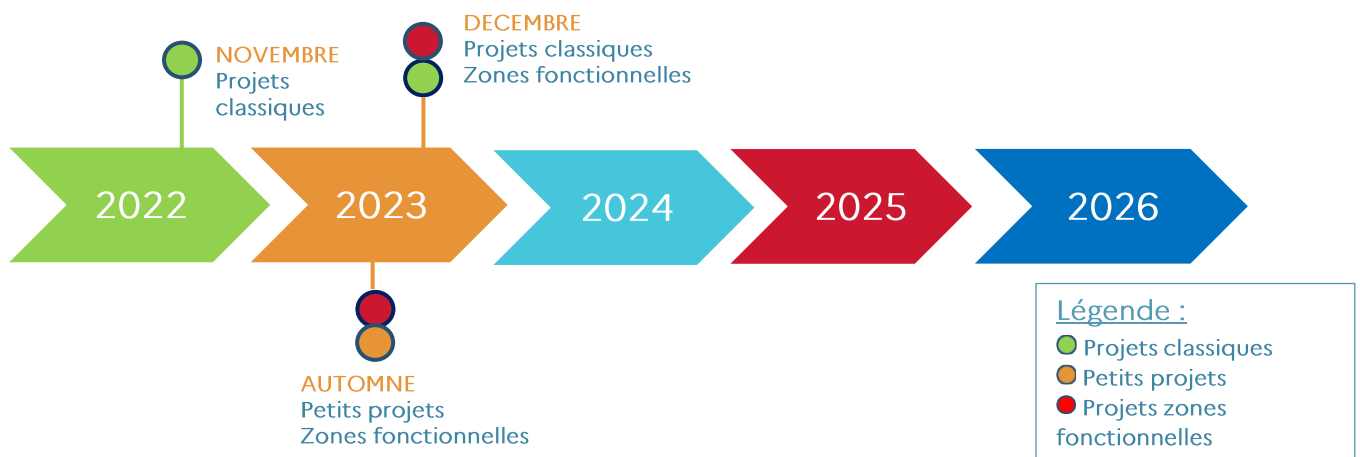 NOVEMBRE
Projets
classiques
DECEMBRE
Projets classiques
Zones fonctionnelles
2022
2023
2024
2025
2026
AUTOMNE
Petits projets
Zones fonctionnelles
Légende :
Projets classiques
Petits projets
Projets zones
fonctionnelles